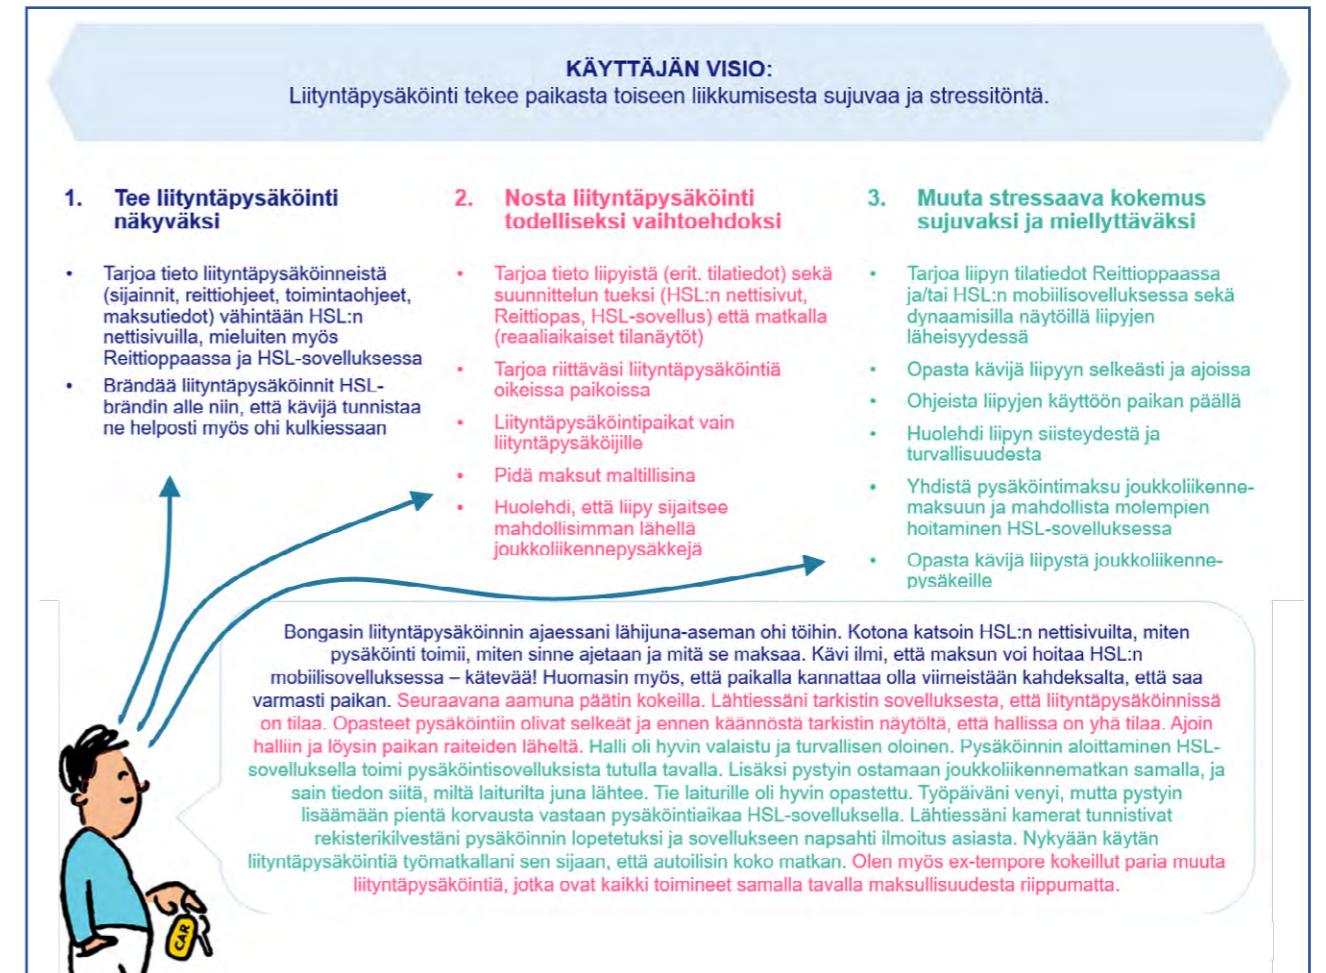 KÄYTTÄJÄN VISIO:
Liityntäpysäköinti tekee paikasta toiseen liikkumisesta sujuvaa ja stressitöntä.
1. Tee liityntäpysäköinti
näkyväksi
• Tarjoa tieto liityntäpysäköinneistä
(sijainnit, reittiohjeet, toimintaohjeet,
maksutiedot) vähintään HSL:n
nettisivuilla, mieluiten myös
Reittioppaassa ja HSL-sovelluksessa
• Brändää liityntäpysäköinnit HSL-
brändin alle niin, että kävijä tunnistaa
ne helposti myös ohi kulkiessaan
2. Nosta liityntäpysäköinti
todelliseksi vaihtoehdoksi
• Tarjoa tieto liipyistä (erit. tilatiedot) sekä
suunnittelun tueksi (HSL:n nettisivut,
Reittiopas, HSL-sovellus) että matkalla
(reaaliaikaiset tilanäytöt)
• Tarjoa riittäväsi liityntäpysäköintiä
oikeissa paikoissa
• Liityntäpysäköintipaikat vain
liityntäpysäköijille
• Pidä maksut maltillisina
• Huolehdi, että liipy sijaitsee
mahdollisimman lähellä
joukkoliikennepysäkkejä
3. Muuta stressaava kokemus
sujuvaksi ja miellyttäväksi
• Tarjoa liipyn tilatiedot Reittioppaassa
ja/tai HSL:n mobiilisovelluksessa sekä
dynaamisilla näytöillä liipyjen
läheisyydessä
• Opasta kävijä liipyyn selkeästi ja ajoissa
• Ohjeista liipyjen käyttöön paikan päällä
• Huolehdi liipyn siisteydestä ja
turvallisuudesta
• Yhdistä pysäköintimaksu joukkoliikenne-
maksuun ja mahdollista molempien
hoitaminen HSL-sovelluksessa
• Opasta kävijä liipystä joukkoliikenne-
pysäkeille
Bongasin liityntäpysäköinnin ajaessani lähijuna-aseman ohi töihin. Kotona katsoin HSL:n nettisivuilta, miten
pysäköinti toimii, miten sinne ajetaan ja mitä se maksaa. Kävi ilmi, että maksun voi hoitaa HSL:n
mobiilisovelluksessa – kätevää! Huomasin myös, että paikalla kannattaa olla viimeistään kahdeksalta, että saa
varmasti paikan. Seuraavana aamuna päätin kokeilla. Lähtiessäni tarkistin sovelluksesta, että liityntäpysäköinnissä
on tilaa. Opasteet pysäköintiin olivat selkeät ja ennen käännöstä tarkistin näytöltä, että hallissa on yhä tilaa. Ajoin
halliin ja löysin paikan raiteiden läheltä. Halli oli hyvin valaistu ja turvallisen oloinen. Pysäköinnin aloittaminen HSL-
sovelluksella toimi pysäköintisovelluksista tutulla tavalla. Lisäksi pystyin ostamaan joukkoliikennematkan samalla, ja
sain tiedon siitä, miltä laiturilta juna lähtee. Tie laiturille oli hyvin opastettu. Työpäiväni venyi, mutta pystyin
lisäämään pientä korvausta vastaan pysäköintiaikaa HSL-sovelluksella. Lähtiessäni kamerat tunnistivat
rekisterikilvestäni pysäköinnin lopetetuksi ja sovellukseen napsahti ilmoitus asiasta. Nykyään käytän
liityntäpysäköintiä työmatkallani sen sijaan, että autoilisin koko matkan. Olen myös ex-tempore kokeillut paria muuta
liityntäpysäköintiä, jotka ovat kaikki toimineet samalla tavalla maksullisuudesta riippumatta.
CAR